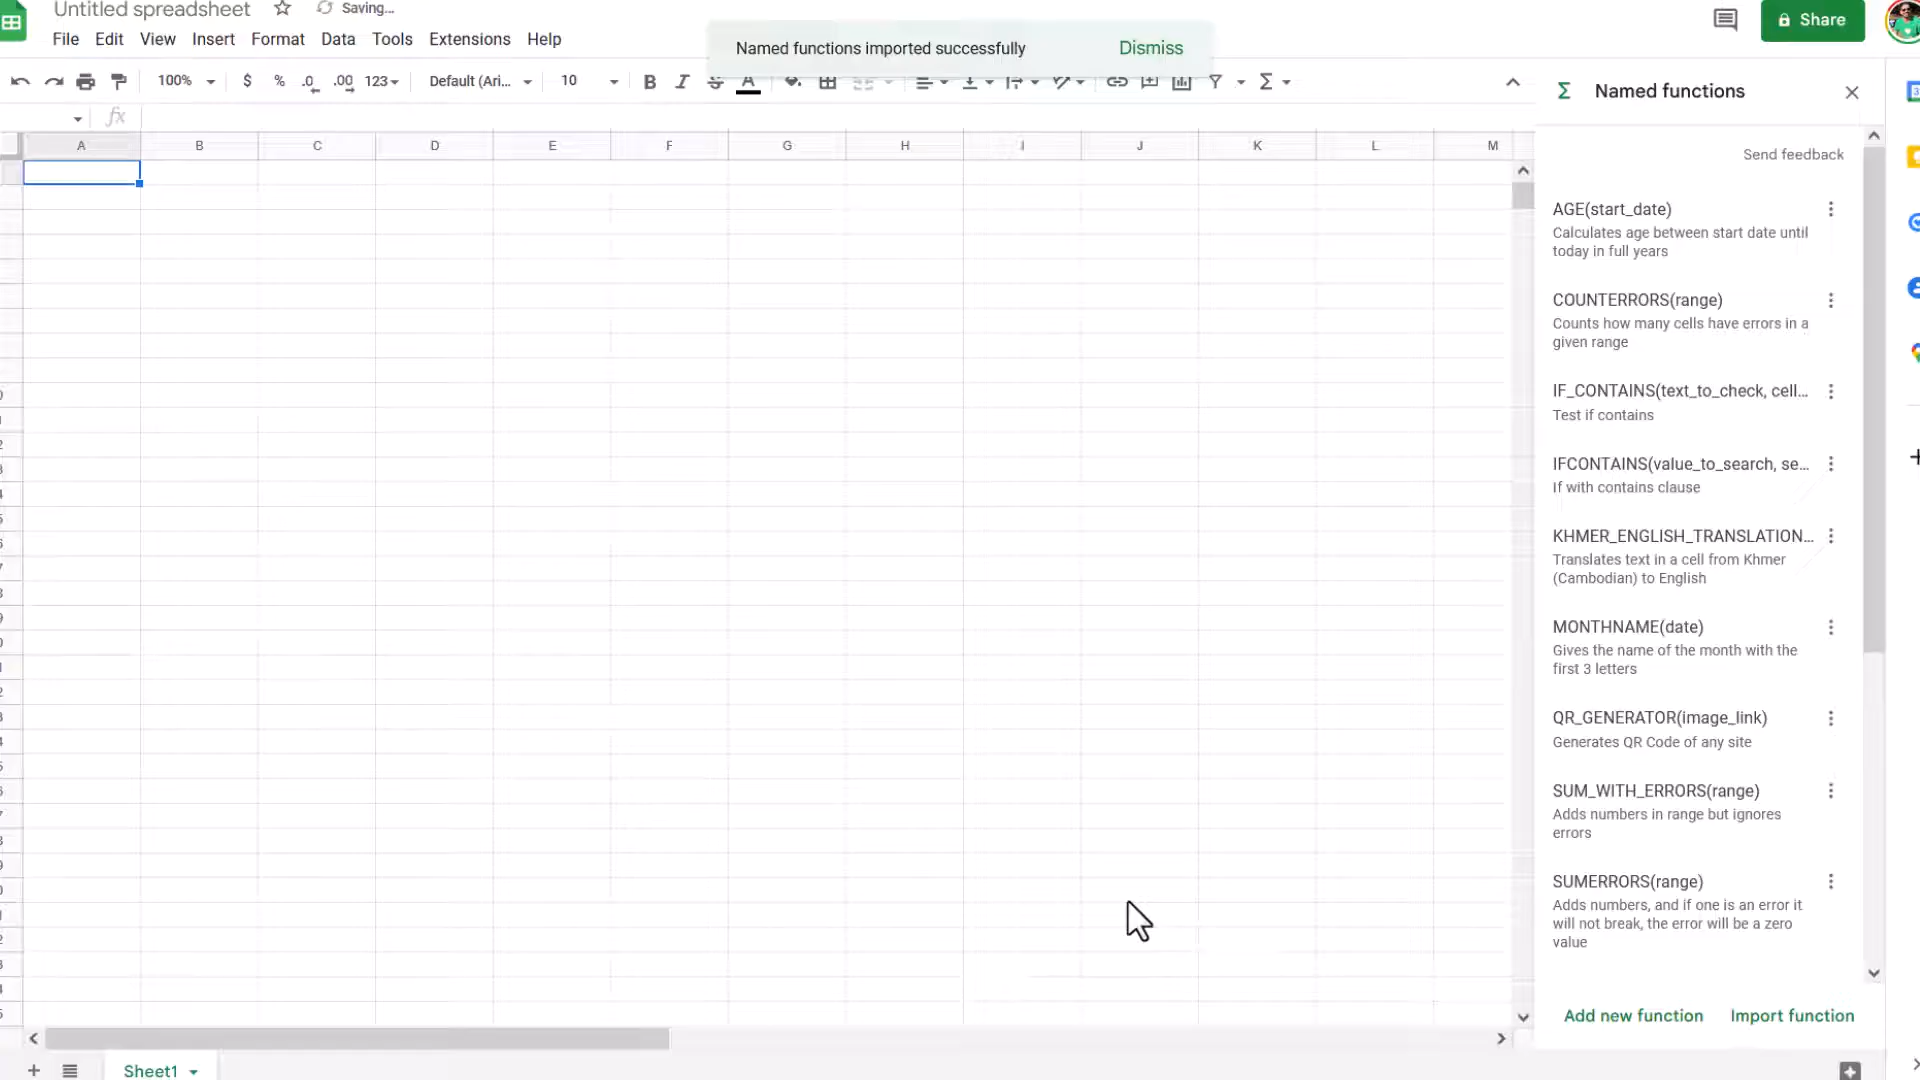 Untitled spreadsheet
Saving...
Share
File Edit View Insert Format Data Tools Extensions Help
Named functions imported successfully
Dismiss
100% $ % .0 .00 123 Default (Ari... 10 B I S A Σ
fx
Σ Named functions
Send feedback
A B C D E F G H I J K L M
AGE(start_date)
Calculates age between start date until
today in full years
COUNTERRORS(range)
Counts how many cells have errors in a
given range
IF_CONTAINS(text_to_check, cell...
Test if contains
IFCONTAINS(value_to_search, se...
If with contains clause
KHMER_ENGLISH_TRANSLATION...
Translates text in a cell from Khmer
(Cambodian) to English
MONTHNAME(date)
Gives the name of the month with the
first 3 letters
QR_GENERATOR(image_link)
Generates QR Code of any site
SUM_WITH_ERRORS(range)
Adds numbers in range but ignores
errors
SUMERRORS(range)
Adds numbers, and if one is an error it
will not break, the error will be a zero
value
Add new function
Import function
Sheet1